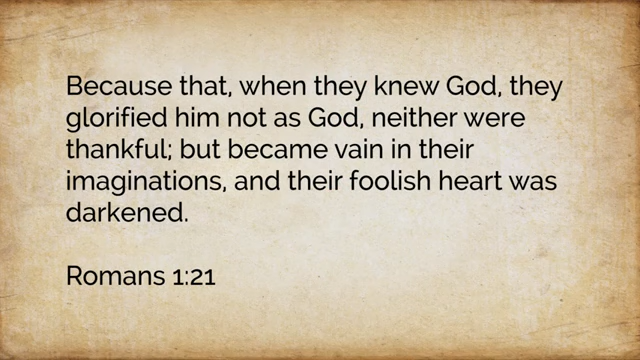 Because that, when they knew God, they
glorified him not as God, neither were
thankful; but became vain in their
imaginations, and their foolish heart was
darkened.
Romans 1:21